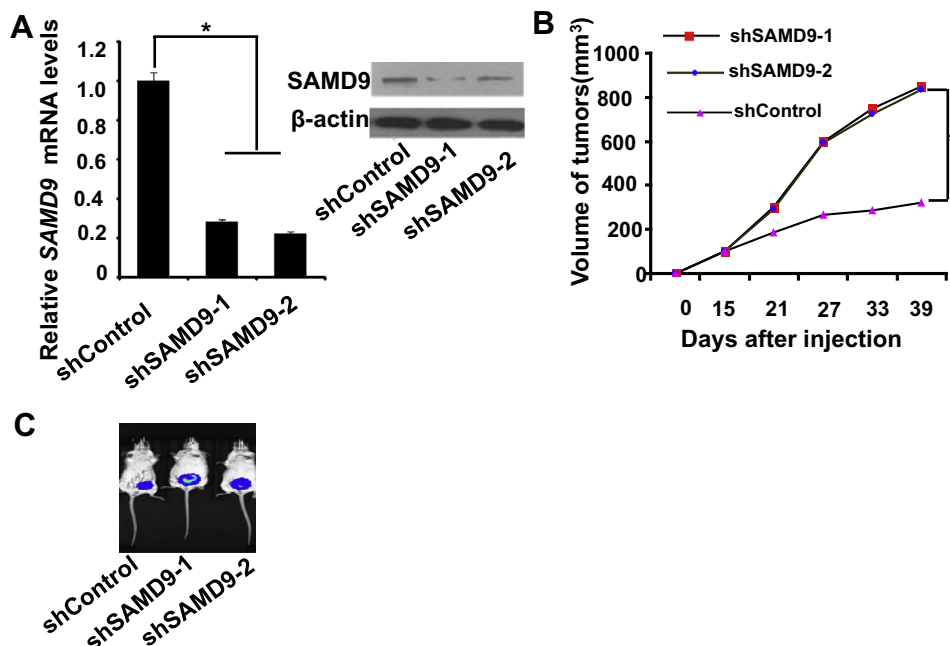 A
Relative SAMD9 mRNA levels
1.2
1.0
0.8
0.6
0.4
0.2
0
*
shControl
shSAMD9-1
shSAMD9-2
SAMD9
β-actin
shControl
shSAMD9-1
shSAMD9-2
B
shSAMD9-1
shSAMD9-2
shControl
Volume of tumors(mm³)
1000
800
600
400
200
0
0 15 21 27 33 39
Days after injection
C
shControl
shSAMD9-1
shSAMD9-2